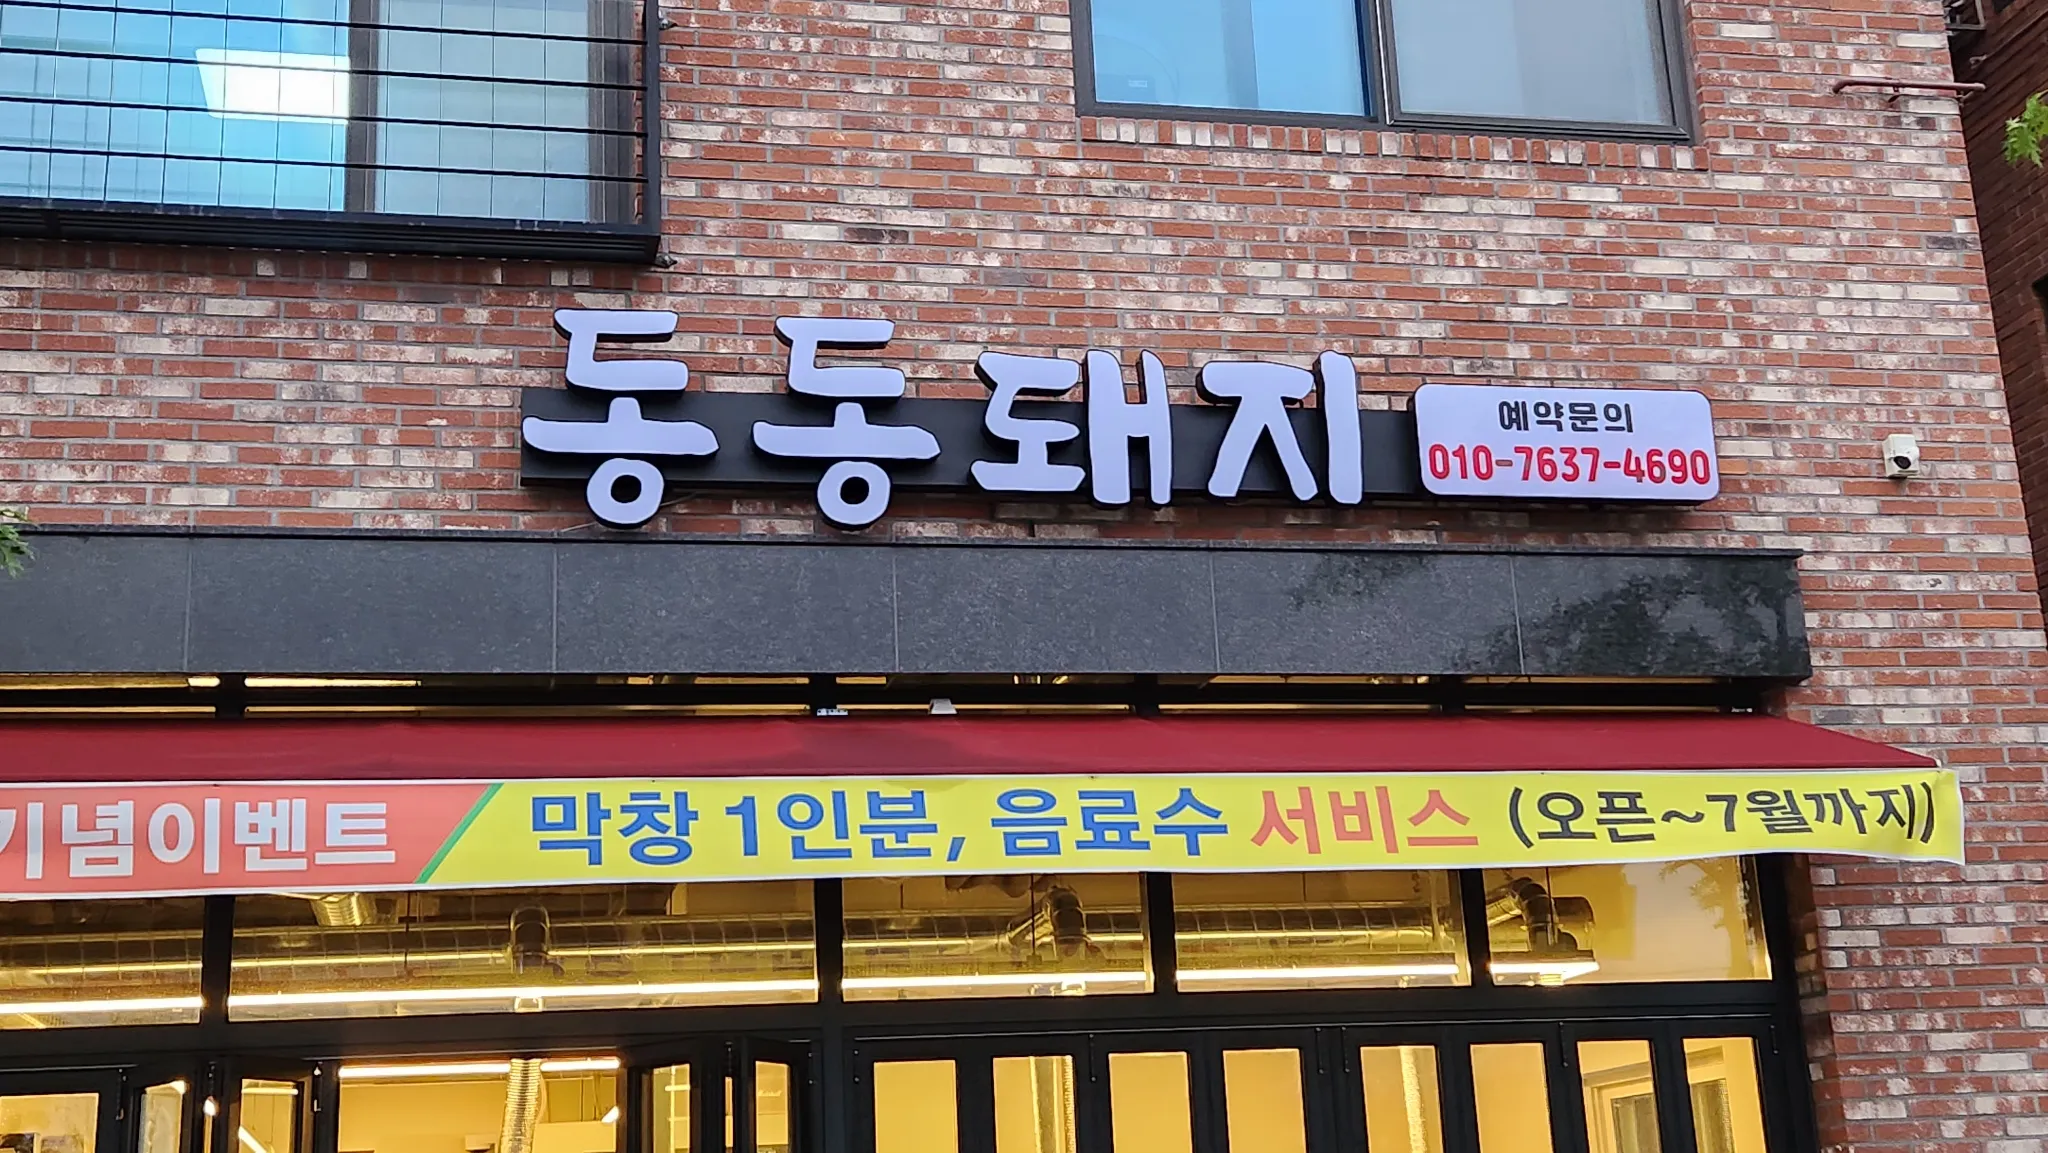 동동돼지
예약문의
010-7637-4690
기념이벤트 막창 1인분, 음료수 서비스 (오픈~7월까지)